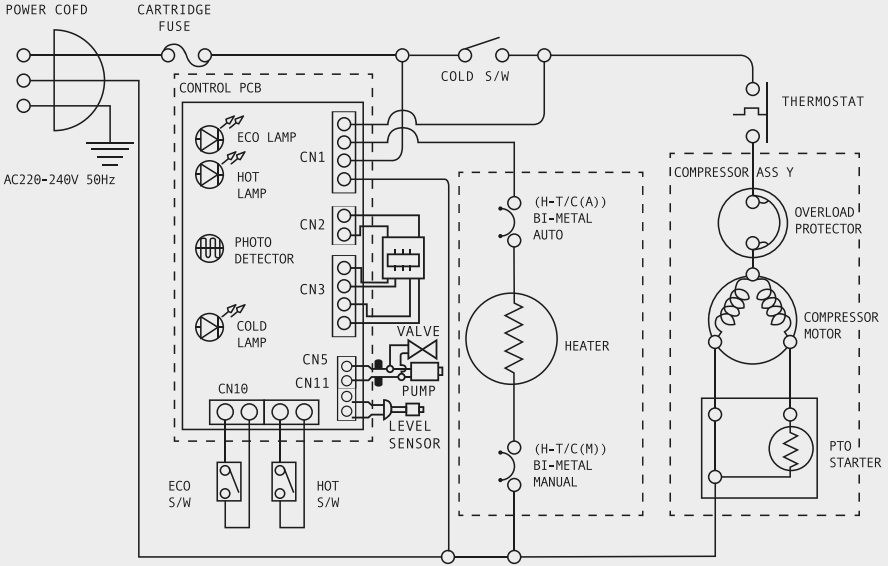 POWER COFD
CARTRIDGE
FUSE
COLD S/W
CONTROL PCB
THERMOSTAT
ECO LAMP
CN1
HOT
LAMP
AC220-240V 50Hz
COMPRESSOR ASS Y
(H-T/C(A))
BI-METAL
AUTO
OVERLOAD
PROTECTOR
CN2
PHOTO
DETECTOR
CN3
COLD
LAMP
VALVE
COMPRESSOR
MOTOR
HEATER
CN5
CN11
PUMP
CN10
LEVEL
SENSOR
(H-T/C(M))
BI-METAL
MANUAL
PTO
STARTER
ECO
S/W
HOT
S/W